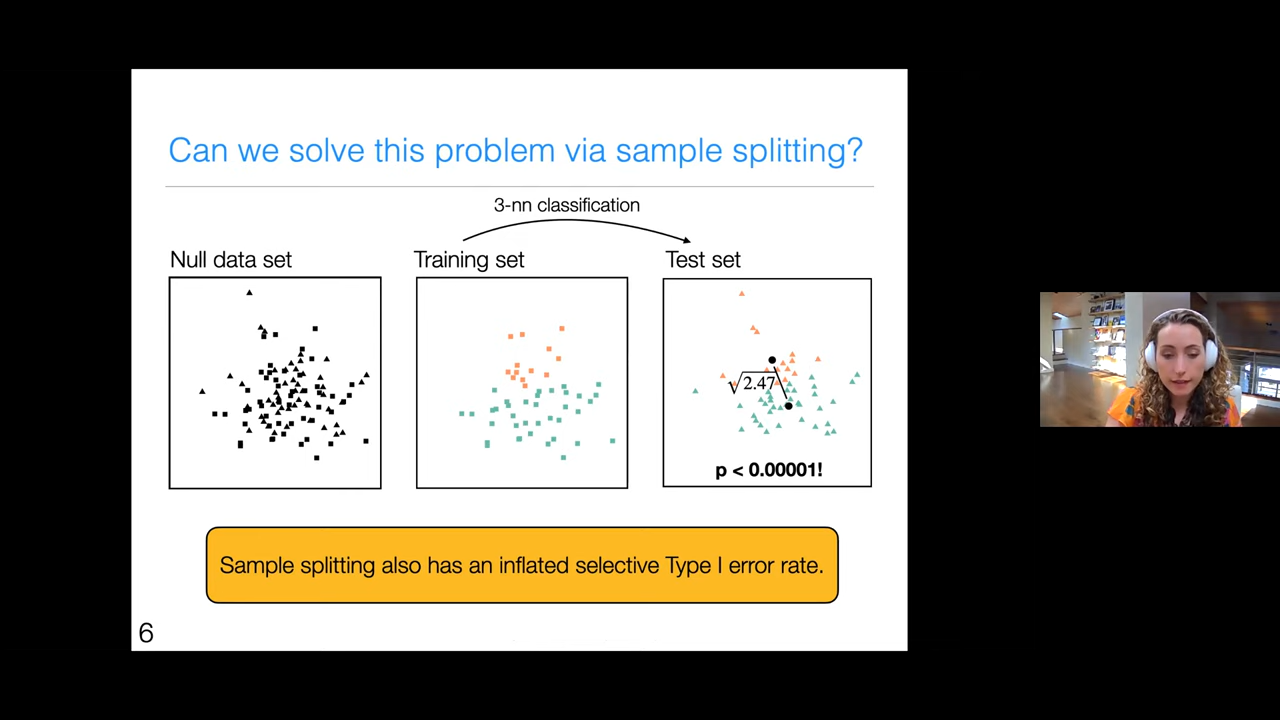 Can we solve this problem via sample splitting?
3-nn classification
Null data set
Training set
Test set
√2.47
p < 0.00001!
Sample splitting also has an inflated selective Type I error rate.
6